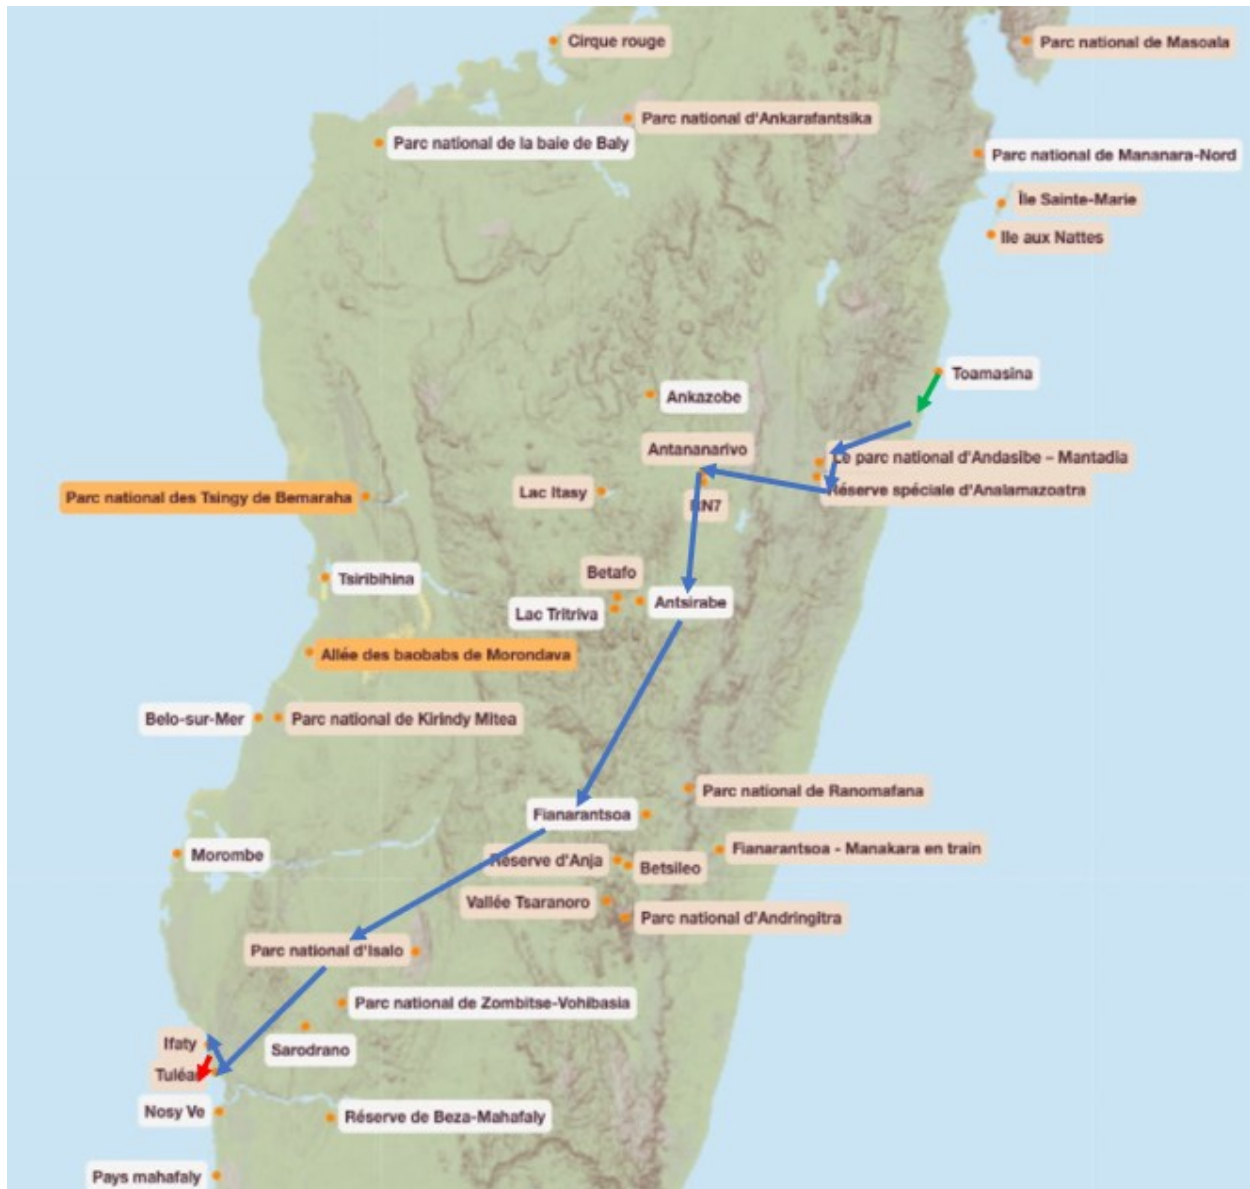 Cirque rouge
Parc national de Masoala
Parc national d'Ankarafantsika
Parc national de la baie de Baly
Parc national de Mananara-Nord
Île Sainte-Marie
Ile aux Nattes
Toamasina
Ankazobe
Antananarivo
Le parc national d'Andasibe – Mantadia
Réserve spéciale d'Analamazoatra
Lac Itasy
Parc national des Tsingy de Bemaraha
RN7
Betafo
Tsiribihina
Antsirabe
Lac Tritriva
Allée des baobabs de Morondava
Belo-sur-Mer
Parc national de Kirindy Mitea
Parc national de Ranomafana
Fianarantsoa
Fianarantsoa - Manakara en train
Morombe
Réserve d'Anja
Betsileo
Vallée Tsaranoro
Parc national d'Andringitra
Parc national d'Isalo
Parc national de Zombitse-Vohibasia
Ifaty
Sarodrano
Tuléar
Nosy Ve
Réserve de Beza-Mahafaly
Pays mahafaly